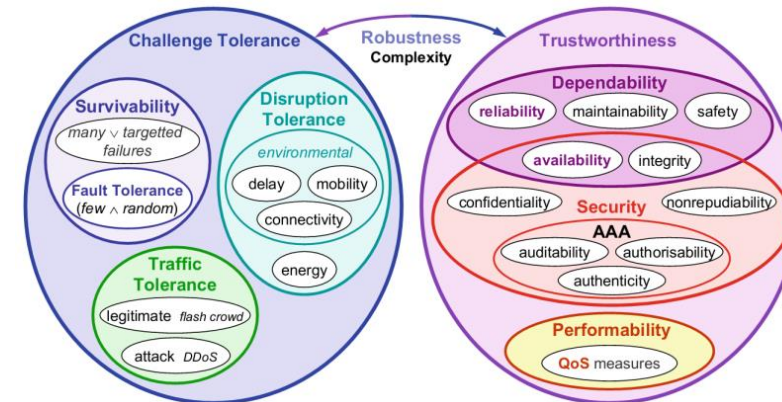 Challenge Tolerance
Robustness
Complexity
Trustworthiness
Survivability
many ∨ targetted
failures
Fault Tolerance
(few ∧ random)
Disruption
Tolerance
environmental
delay
mobility
connectivity
energy
Traffic
Tolerance
legitimate flash crowd
attack DDoS
Dependability
reliability
maintainability
safety
availability
integrity
confidentiality
Security
nonrepudiability
AAA
auditability
authorisability
authenticity
Performability
QoS measures